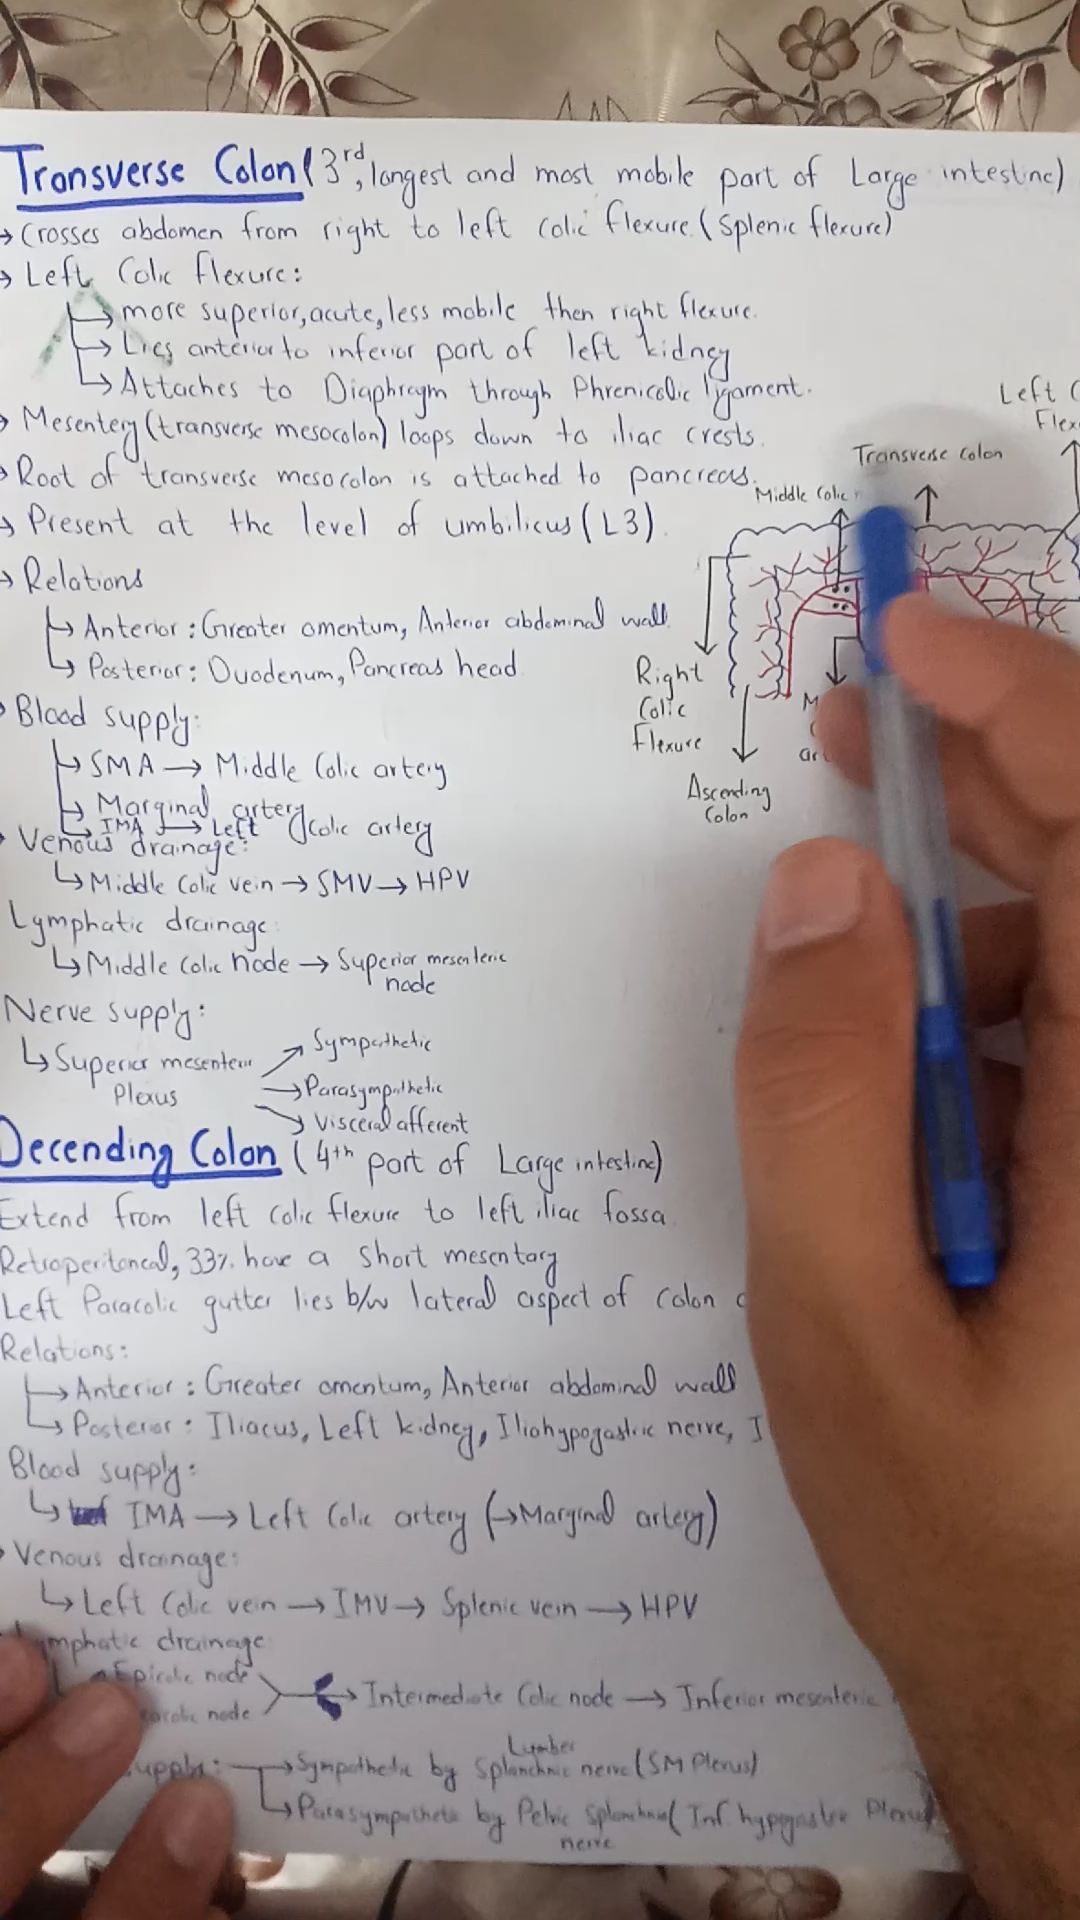 Transverse Colon (3rd, longest and most mobile part of Large intestine)
→ Crosses abdomen from right to left Colic flexure (Splenic flexure)
→ Left Colic flexure:
↳ more superior, acute, less mobile then right flexure.
↳ Lies anterior to inferior part of left kidney
↳ Attaches to Diaphragm through Phrenicolic ligament.
→ Mesentery (transverse mesocolon) loops down to iliac crests.
→ Root of transverse mesocolon is attached to pancreas.
→ Present at the level of umbilicus (L3).
→ Relations
↳ Anterior: Greater omentum, Anterior abdominal wall
↳ Posterior: Duodenum, Pancreas head
Blood supply:
↳ SMA → Middle Colic artery
↳ Marginal artery
↳ IMA → Left Colic artery
Venous drainage:
↳ Middle Colic vein → SMV → HPV
Lymphatic drainage
↳ Middle Colic node → Superior mesenteric
node
Nerve supply:
↳ Superior mesenteric
Plexus
→ Sympathetic
→ Parasympathetic
→ Visceral afferent
Left
Transverse Colon
Middle Colic
Right
Colic
Flexure
Ascending
Colon
Decending Colon (4th part of Large intestine)
Extend from left colic flexure to left iliac fossa
Retroperitoneal, 33% have a short mesentary
Left Paracolic gutter lies b/w lateral aspect of colon
Relations:
↳ Anterior: Greater omentum, Anterior abdominal wall
↳ Posterior: Iliacus, Left kidney, Iliohypogastric nerve,
Blood supply:
↳ IMA → Left Colic artery (→ Marginal artery)
Venous drainage:
↳ Left Colic vein → IMV → Splenic vein → HPV
drainage
Epicolic node
node
→ Intermediate Colic node → Inferior mesenteric
→ Sympathetic by Lumber Splanchnic nerve (SM Plexus)
↳ Parasympathetic by Pelvic Splanchnic (Inf. hypogastric
nerve